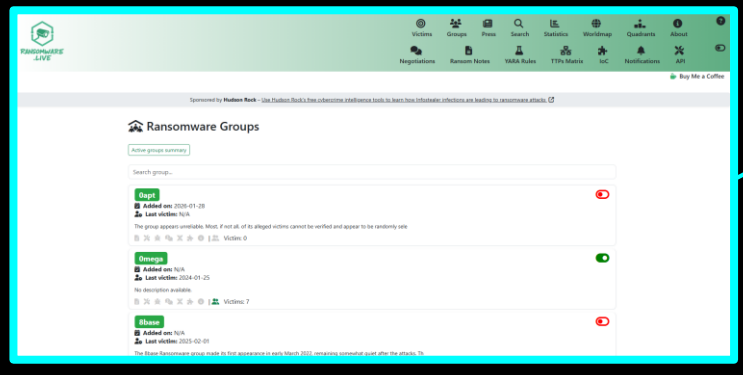 RANSOMWARE
.LIVE
Victims Groups Press Search Statistics Worldmap Quadrants About
Negotiations Ransom Notes YARA Rules TTPs Matrix IoC Notifications API
Buy Me a Coffee
Sponsored by Hudson Rock – Use Hudson Rock's free cybercrime intelligence tools to learn how Infostealer infections are leading to ransomware attacks
Ransomware Groups
Active groups summary
Search group...
0apt
Added on: 2026-01-28
Last victim: N/A
The group appears unreliable. Most, if not all, of its alleged victims cannot be verified and appear to be randomly sele
Victims: 0
0mega
Added on: N/A
Last victim: 2024-01-25
No description available.
Victims: 7
8base
Added on: N/A
Last victim: 2025-02-01
The 8base Ransomware group made its first appearance in early March 2022, remaining somewhat quiet after the attacks. Th